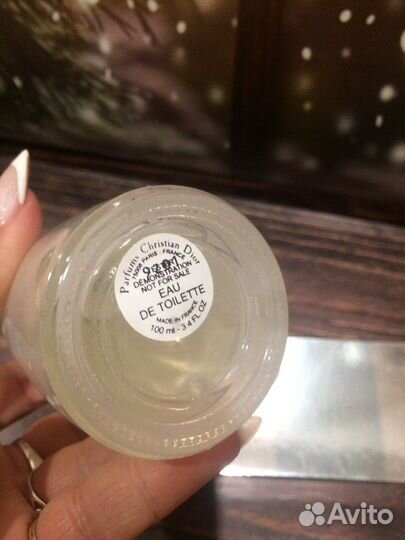 Parfums Christian Dior
75008 PARIS - FRANCE
DEMONSTRATION
NOT FOR SALE
EAU
DE TOILETTE
MADE IN FRANCE
100 ml - 3.4 FL OZ
Avito